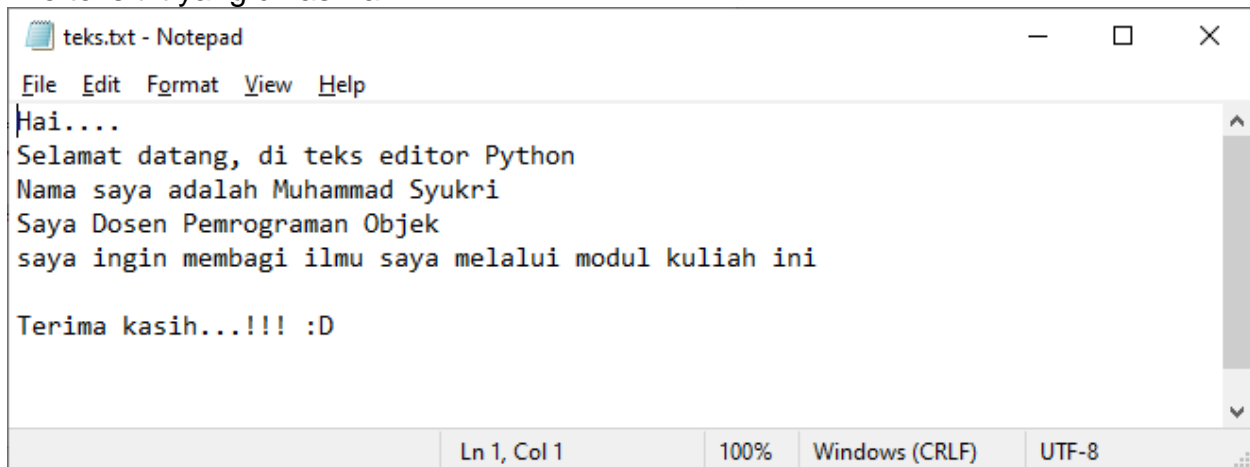 teks.txt - Notepad
File Edit Format View Help
Hai....
Selamat datang, di teks editor Python
Nama saya adalah Muhammad Syukri
Saya Dosen Pemrograman Objek
saya ingin membagi ilmu saya melalui modul kuliah ini
Terima kasih...!!! :D
Ln 1, Col 1 100% Windows (CRLF) UTF-8